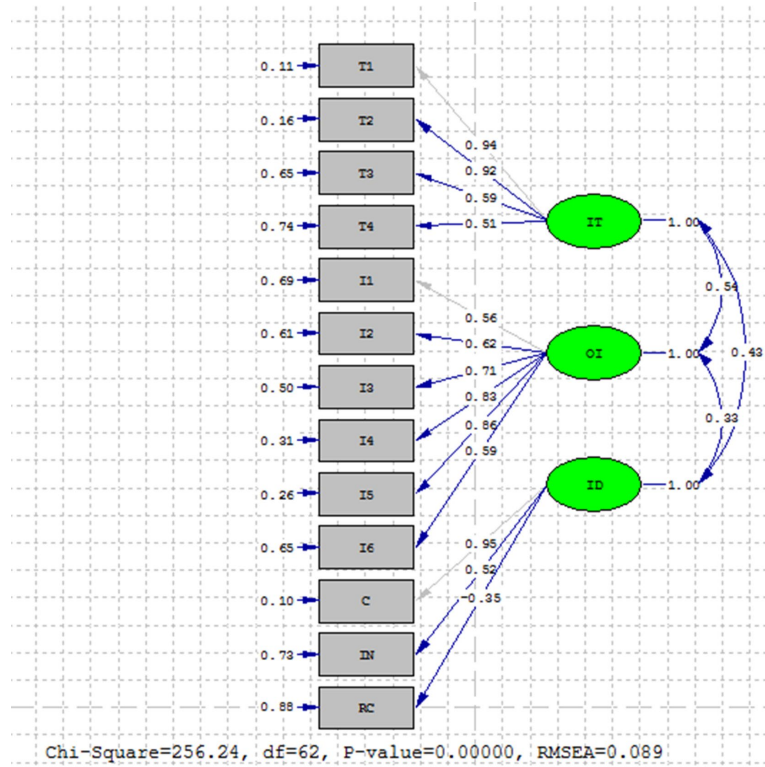 0.11 T1
0.16 T2
0.94
0.92
0.65 T3
0.59
0.74 T4 0.51 IT 1.00
0.69 I1
0.54
0.56
0.61 I2
0.62
OI 1.00 0.43
0.71
0.50 I3
0.83
0.33
0.86
0.31 I4
0.59
0.26 I5 ID 1.00
0.65 I6
0.95
0.52
0.10 C -0.35
0.73 IN
0.88 RC
Chi-Square=256.24, df=62, P-value=0.00000, RMSEA=0.089